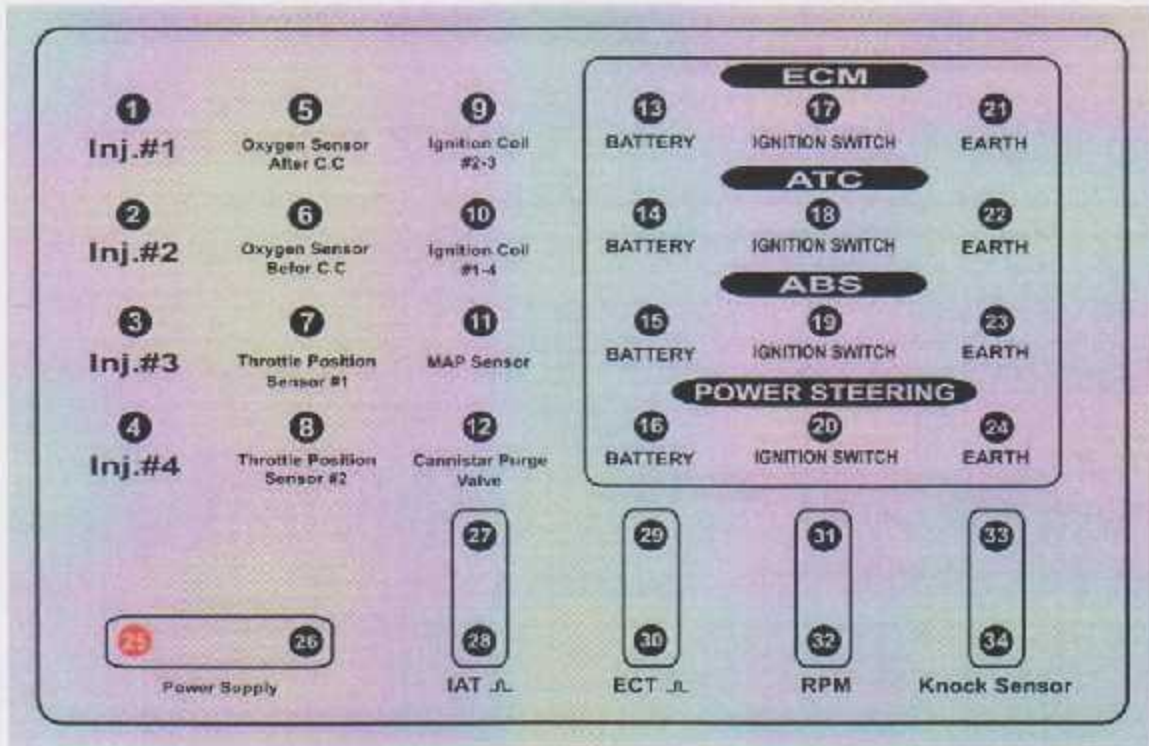 ECM
1 5 9 13 17 21
Inj.#1 Oxygen Sensor After C.C Ignition Coil #2-3 BATTERY IGNITION SWITCH EARTH
ATC
2 6 10 14 18 22
Inj.#2 Oxygen Sensor Befor C.C Ignition Coil #1-4 BATTERY IGNITION SWITCH EARTH
ABS
3 7 11 15 19 23
Inj.#3 Throttle Position Sensor #1 MAP Sensor BATTERY IGNITION SWITCH EARTH
POWER STEERING
4 8 12 16 20 24
Inj.#4 Throttle Position Sensor #2 Cannistar Purge Valve BATTERY IGNITION SWITCH EARTH
27 29 31 33
25 26 28 30 32 34
Power Supply IAT ECT RPM Knock Sensor